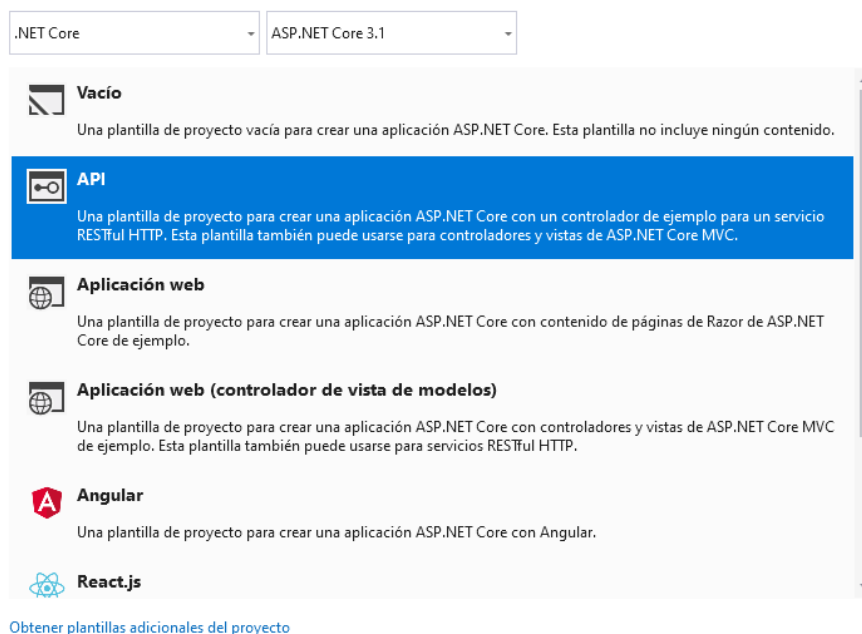 .NET Core
ASP.NET Core 3.1
Vacío
Una plantilla de proyecto vacía para crear una aplicación ASP.NET Core. Esta plantilla no incluye ningún contenido.
API
Una plantilla de proyecto para crear una aplicación ASP.NET Core con un controlador de ejemplo para un servicio
RESTful HTTP. Esta plantilla también puede usarse para controladores y vistas de ASP.NET Core MVC.
Aplicación web
Una plantilla de proyecto para crear una aplicación ASP.NET Core con contenido de páginas de Razor de ASP.NET
Core de ejemplo.
Aplicación web (controlador de vista de modelos)
Una plantilla de proyecto para crear una aplicación ASP.NET Core con controladores y vistas de ASP.NET Core MVC
de ejemplo. Esta plantilla también puede usarse para servicios RESTful HTTP.
Angular
Una plantilla de proyecto para crear una aplicación ASP.NET Core con Angular.
React.js
Obtener plantillas adicionales del proyecto